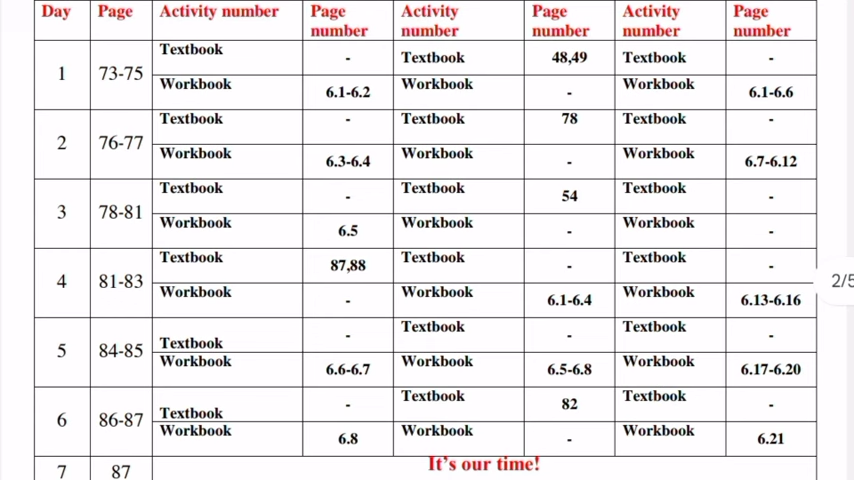 Day Page Activity number Page number Activity number Page number Activity number Page number
1 73-75 Textbook - Textbook 48,49 Textbook -
Workbook 6.1-6.2 Workbook - Workbook 6.1-6.6
2 76-77 Textbook - Textbook 78 Textbook -
Workbook 6.3-6.4 Workbook - Workbook 6.7-6.12
3 78-81 Textbook - Textbook 54 Textbook -
Workbook 6.5 Workbook - Workbook -
4 81-83 Textbook 87,88 Textbook - Textbook -
Workbook - Workbook 6.1-6.4 Workbook 6.13-6.16
5 84-85 Textbook - Textbook - Textbook -
Workbook 6.6-6.7 Workbook 6.5-6.8 Workbook 6.17-6.20
6 86-87 Textbook - Textbook 82 Textbook -
Workbook 6.8 Workbook - Workbook 6.21
7 87 It's our time!
2/5